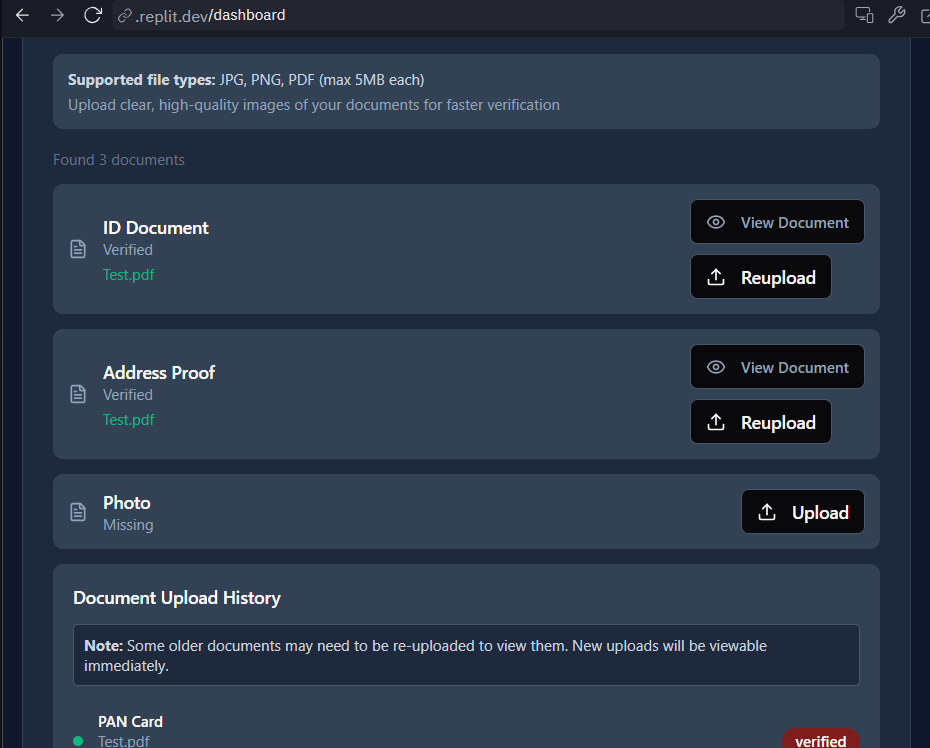 .replit.dev/dashboard
Supported file types: JPG, PNG, PDF (max 5MB each)
Upload clear, high-quality images of your documents for faster verification
Found 3 documents
ID Document
Verified
Test.pdf
View Document
Reupload
Address Proof
Verified
Test.pdf
View Document
Reupload
Photo
Missing
Upload
Document Upload History
Note: Some older documents may need to be re-uploaded to view them. New uploads will be viewable
immediately.
PAN Card
Test.pdf
verified